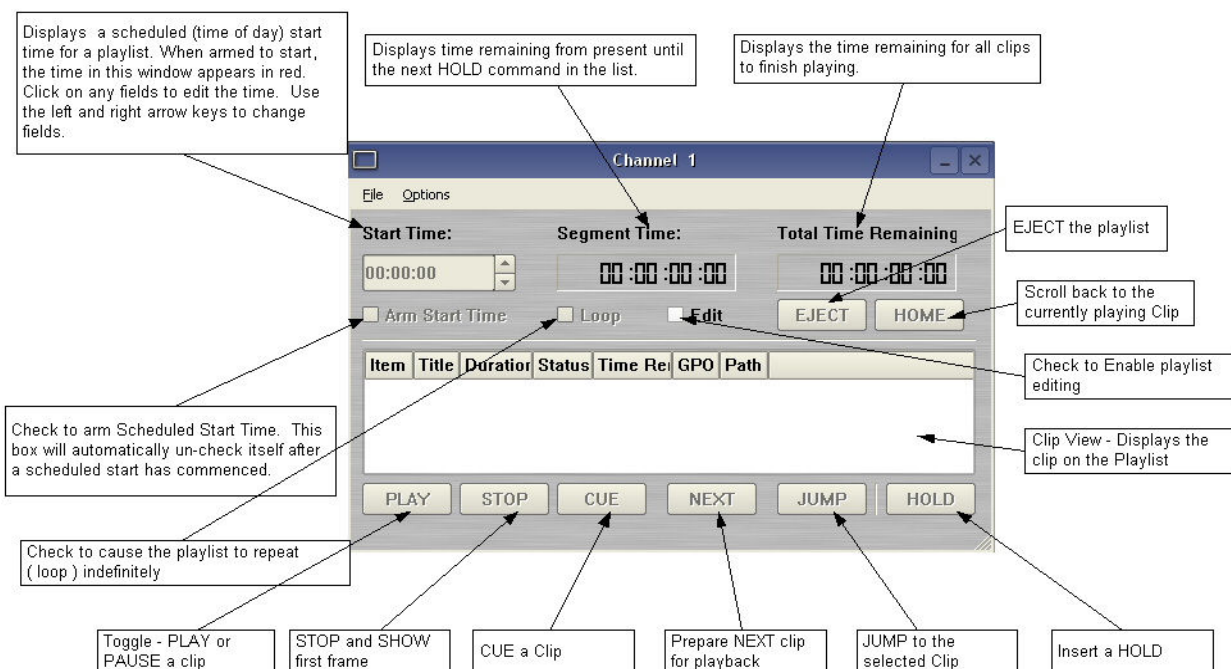 Displays  a scheduled (time of day) start
time for a playlist. When armed to start,
the time in this window appears in red.
Click on any fields to edit the time.  Use
the left and right arrow keys to change
fields.
Displays time remaining from present until
the next HOLD command in the list.
Displays the time remaining for all clips
to finish playing.
Channel  1
File Options
Start Time:
Segment Time:
Total Time Remaining
00:00:00
00:00:00:00
00:00:00:00
Arm Start Time
Loop
Edit
EJECT
HOME
Item Title Duration Status Time Rei GPO Path
PLAY
STOP
CUE
NEXT
JUMP
HOLD
EJECT the playlist
Scroll back to the
currently playing Clip
Check to Enable playlist
editing
Clip View - Displays the
clip on the Playlist
Check to arm Scheduled Start Time.  This
box will automatically un-check itself after
a scheduled start has commenced.
Check to cause the playlist to repeat
( loop ) indefinitely
Toggle - PLAY or
PAUSE a clip
STOP and SHOW
first frame
CUE a Clip
Prepare NEXT clip
for playback
JUMP to the
selected Clip
Insert a HOLD